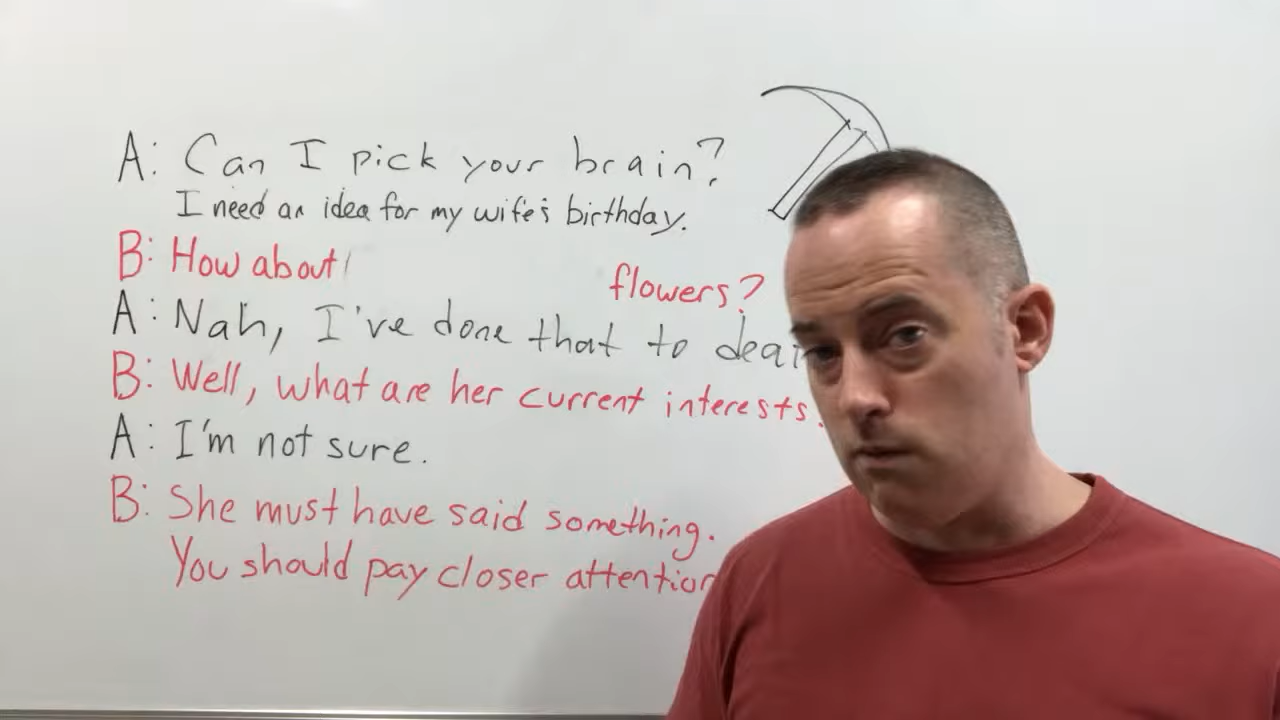 A: Can I pick your brain?
I need an idea for my wife's birthday.
B: How about flowers?
A: Nah, I've done that to
B: Well, what are her current interests
A: I'm not sure.
B: She must have said something.
You should pay closer attention